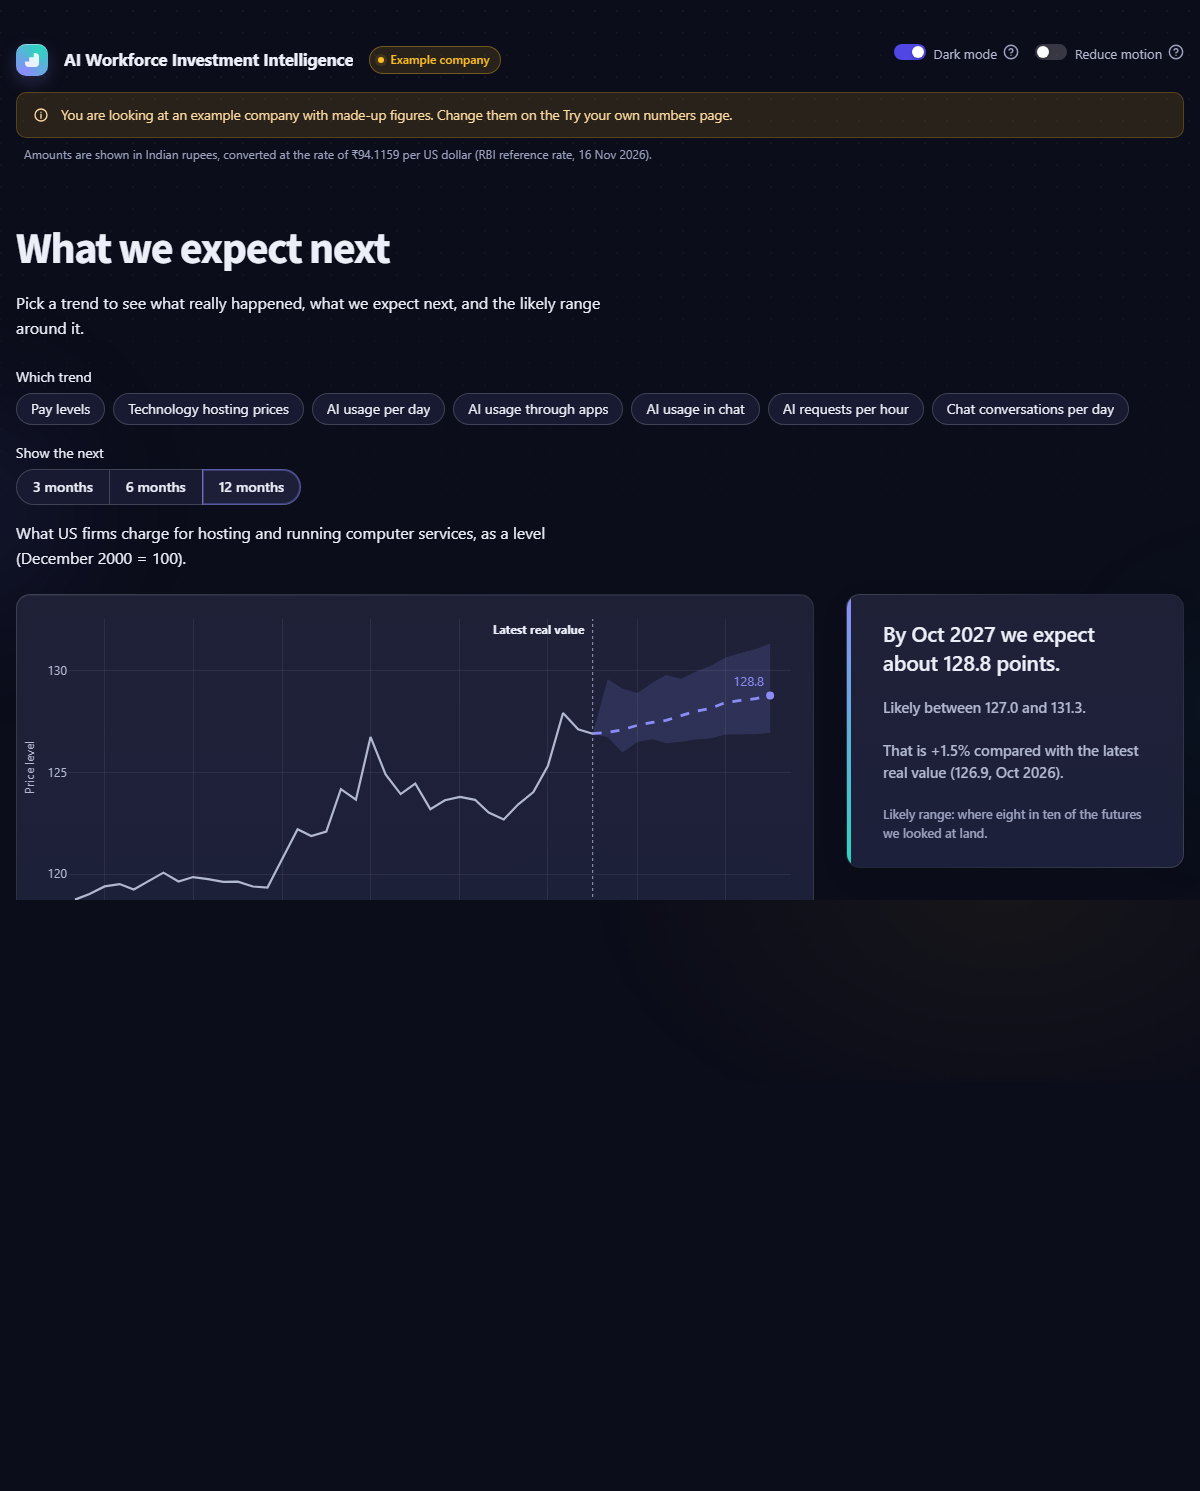 AI Workforce Investment Intelligence
Example company
Dark mode
Reduce motion
You are looking at an example company with made-up figures. Change them on the Try your own numbers page.
Amounts are shown in Indian rupees, converted at the rate of ₹94.1159 per US dollar (RBI reference rate, 16 Nov 2026).
What we expect next
Pick a trend to see what really happened, what we expect next, and the likely range
around it.
Which trend
Pay levels
Technology hosting prices
AI usage per day
AI usage through apps
AI usage in chat
AI requests per hour
Chat conversations per day
Show the next
3 months
6 months
12 months
What US firms charge for hosting and running computer services, as a level
(December 2000 = 100).
Latest real value
130
128.8
125
120
Price level
By Oct 2027 we expect
about 128.8 points.
Likely between 127.0 and 131.3.
That is +1.5% compared with the latest
real value (126.9, Oct 2026).
Likely range: where eight in ten of the futures
we looked at land.